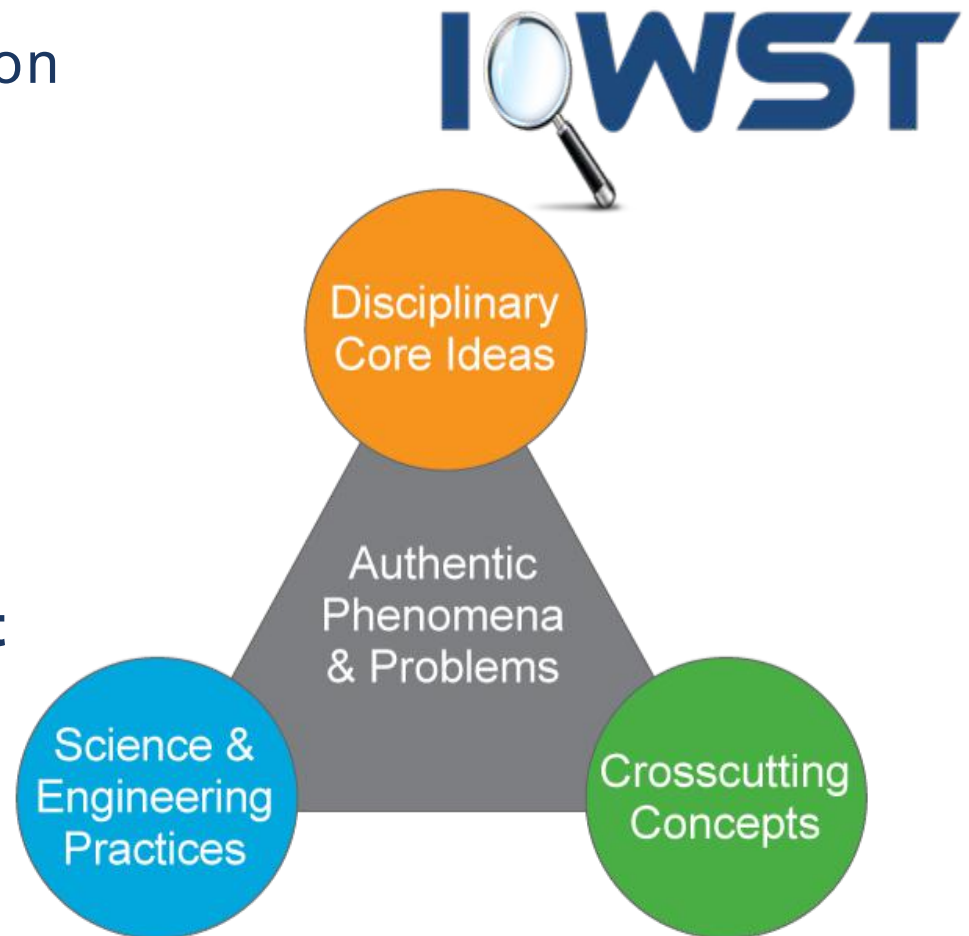 on
IQWST
Disciplinary
Core Ideas
Authentic
Phenomena
& Problems
t
Science &
Engineering
Practices
Crosscutting
Concepts